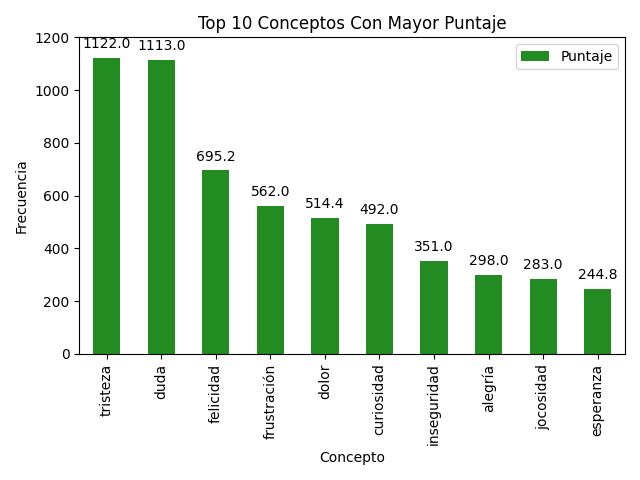 Top 10 Conceptos Con Mayor Puntaje
Puntaje
Frecuencia
1200
1000
800
600
400
200
0
1122.0
1113.0
695.2
562.0
514.4
492.0
351.0
298.0
283.0
244.8
tristeza
duda
felicidad
frustración
dolor
curiosidad
inseguridad
alegría
jocosidad
esperanza
Concepto